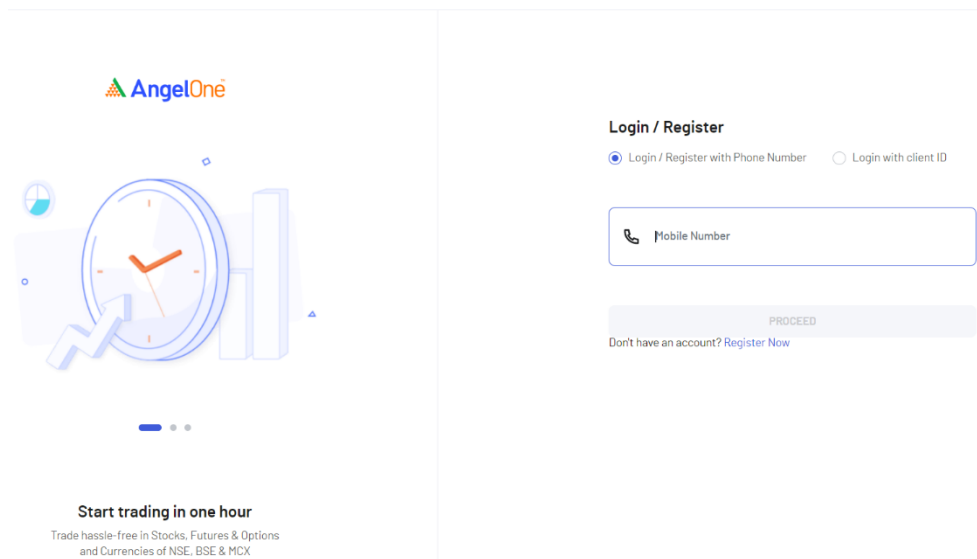 AngelOne™
Start trading in one hour
Trade hassle-free in Stocks, Futures & Options
and Currencies of NSE, BSE & MCX
Login / Register
Login / Register with Phone Number
Login with client ID
Mobile Number
PROCEED
Don't have an account? Register Now